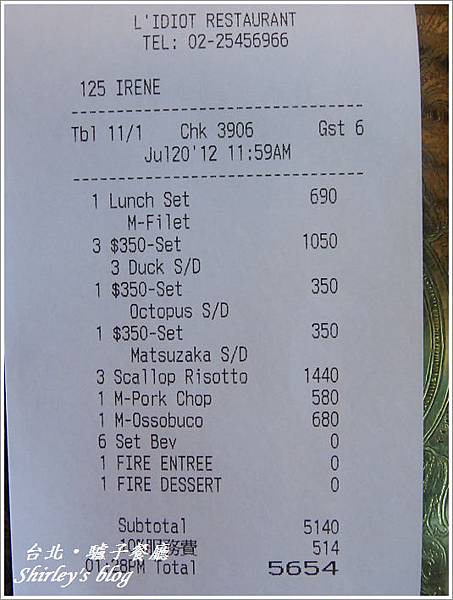 L'IDIOT RESTAURANT
TEL: 02-25456966
125 IRENE
Tbl 11/1 Chk 3906 Gst 6
Jul20'12 11:59AM
1 Lunch Set 690
M-Filet
3 $350-Set 1050
3 Duck S/D
1 $350-Set 350
Octopus S/D
1 $350-Set 350
Matsuzaka S/D
3 Scallop Risotto 1440
1 M-Pork Chop 580
1 M-Ossobuco 680
6 Set Bev 0
1 FIRE ENTREE 0
1 FIRE DESSERT 0
Subtotal 5140
10%服務費 514
01:28PM Total 5654
台北·驢子餐廳
Shirley's blog